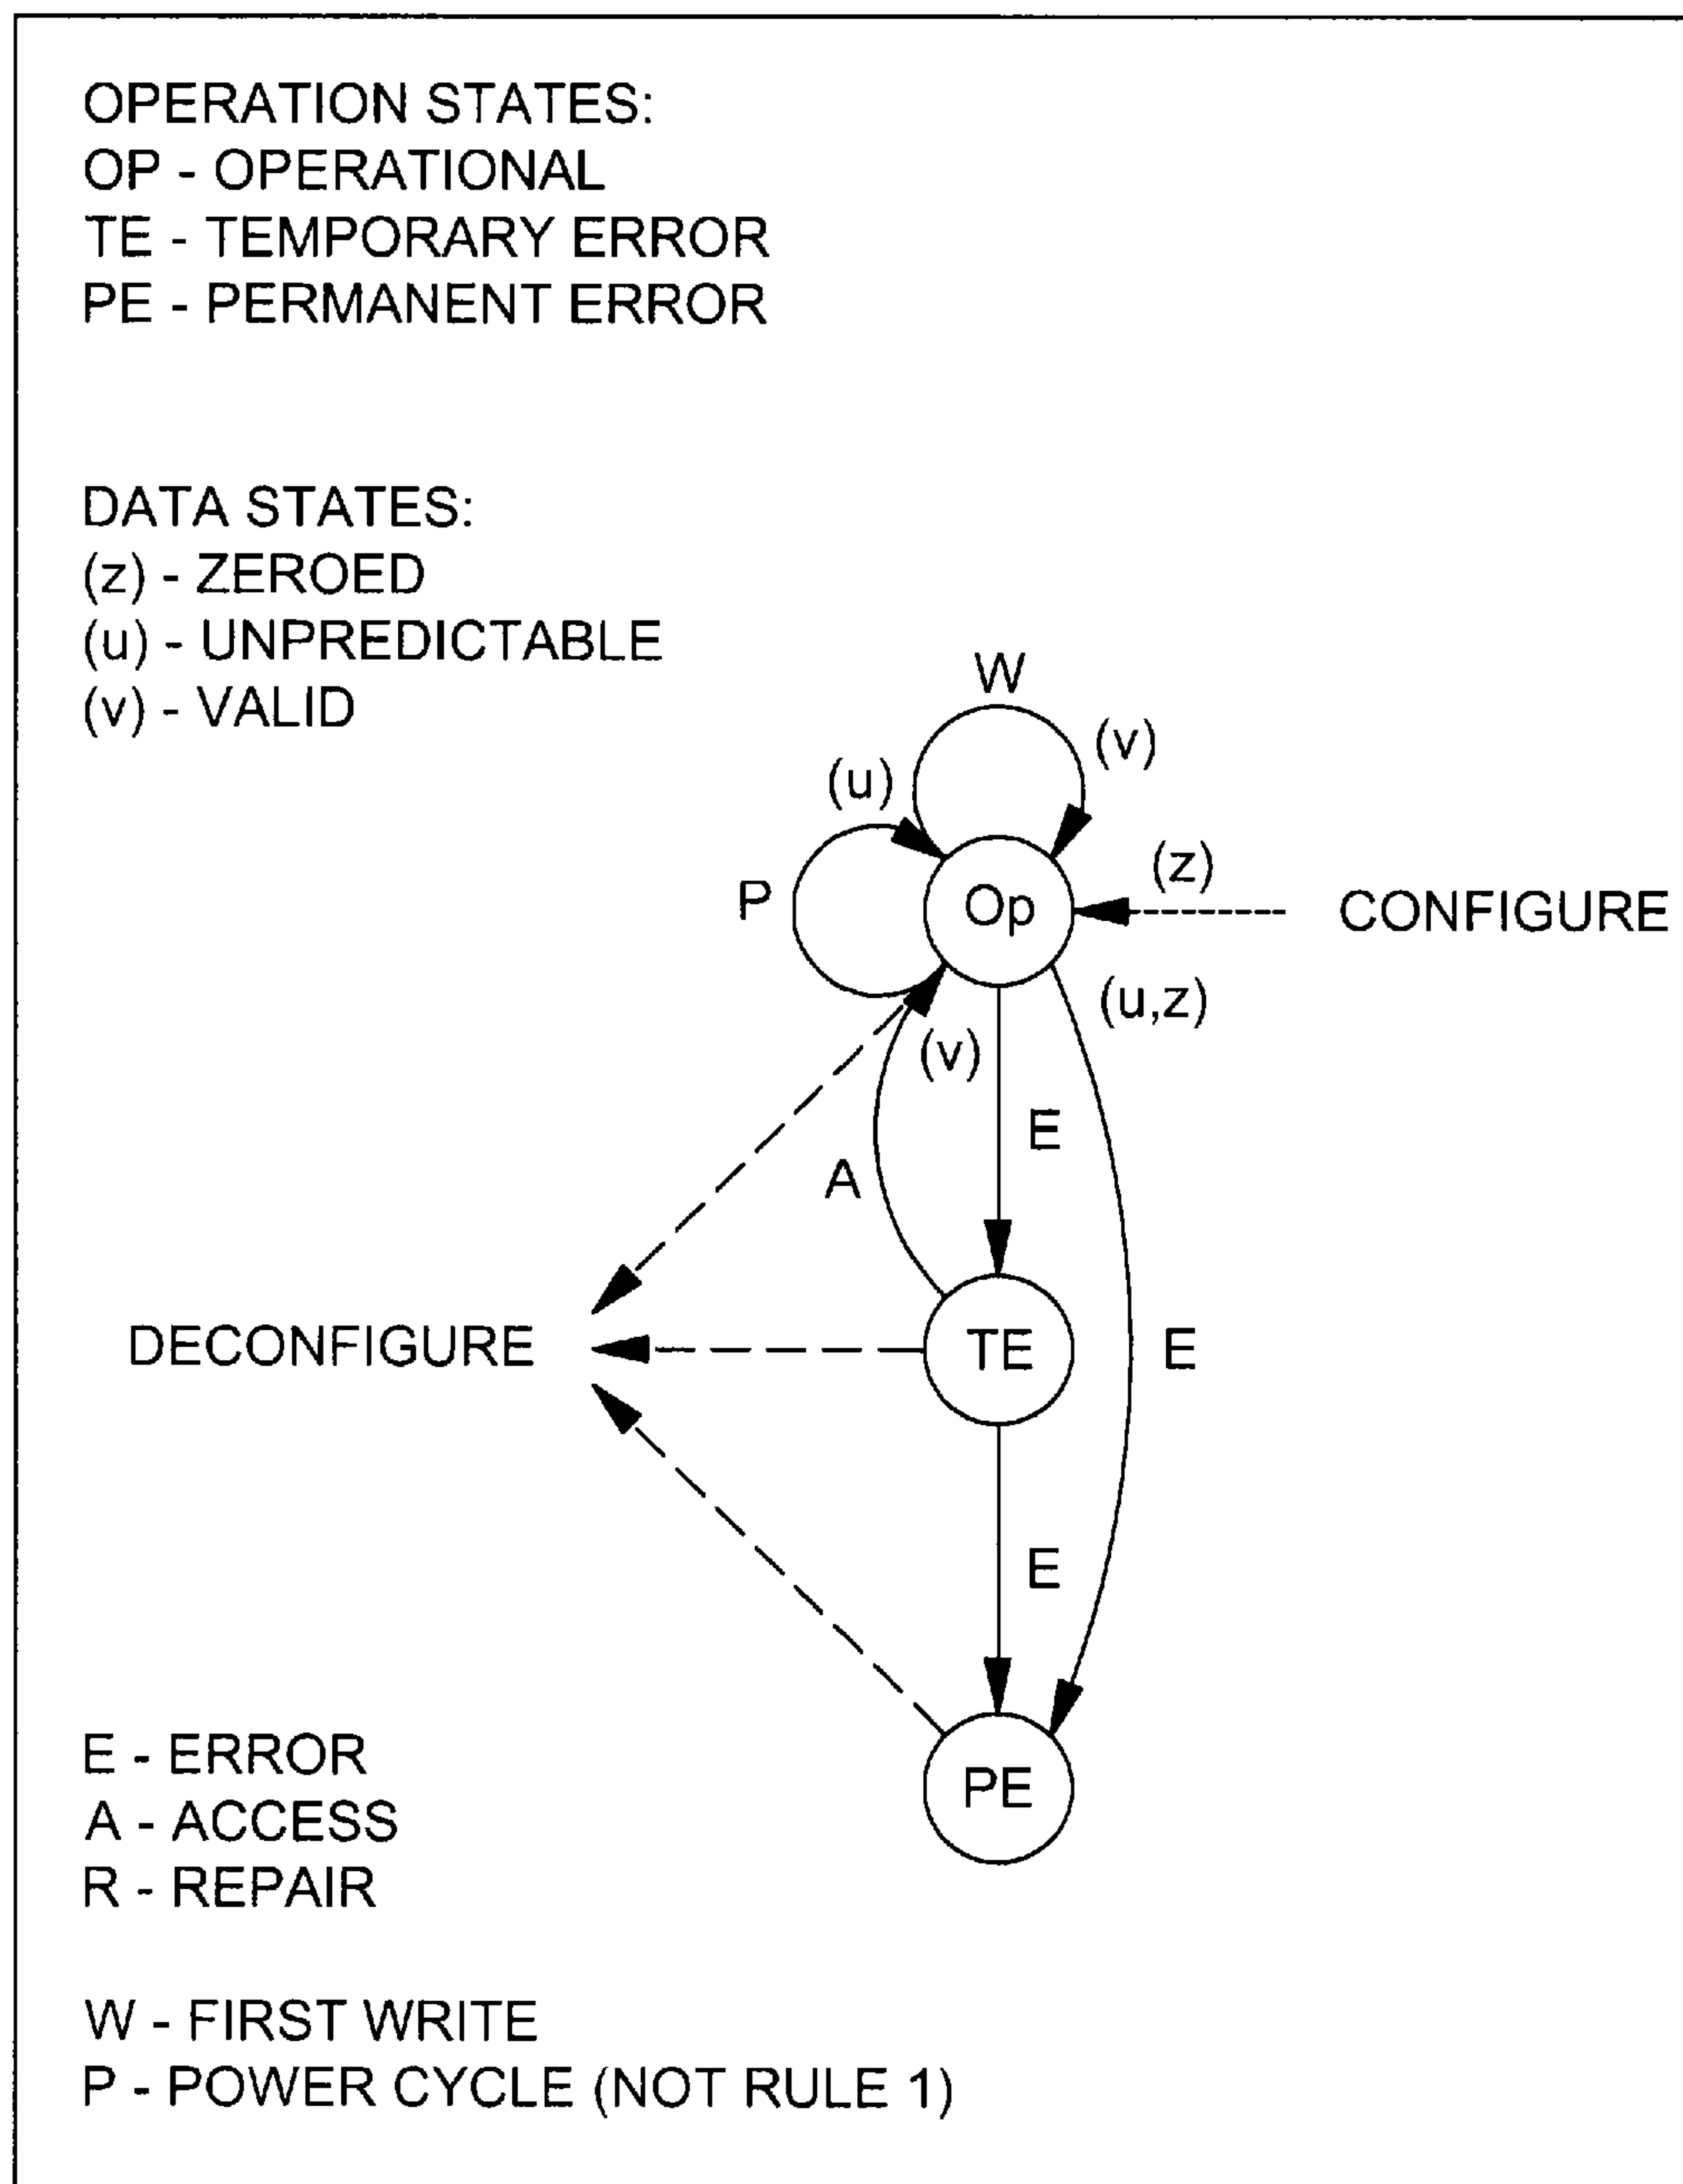 OPERATION STATES:
OP - OPERATIONAL
TE - TEMPORARY ERROR
PE - PERMANENT ERROR
DATA STATES:
(z) - ZEROED
(u) - UNPREDICTABLE
(v) - VALID
W
(v)
(u)
(z)
P
Op
CONFIGURE
(u,z)
(v)
E
A
DECONFIGURE
TE
E
E
PE
E - ERROR
A - ACCESS
R - REPAIR
W - FIRST WRITE
P - POWER CYCLE (NOT RULE 1)